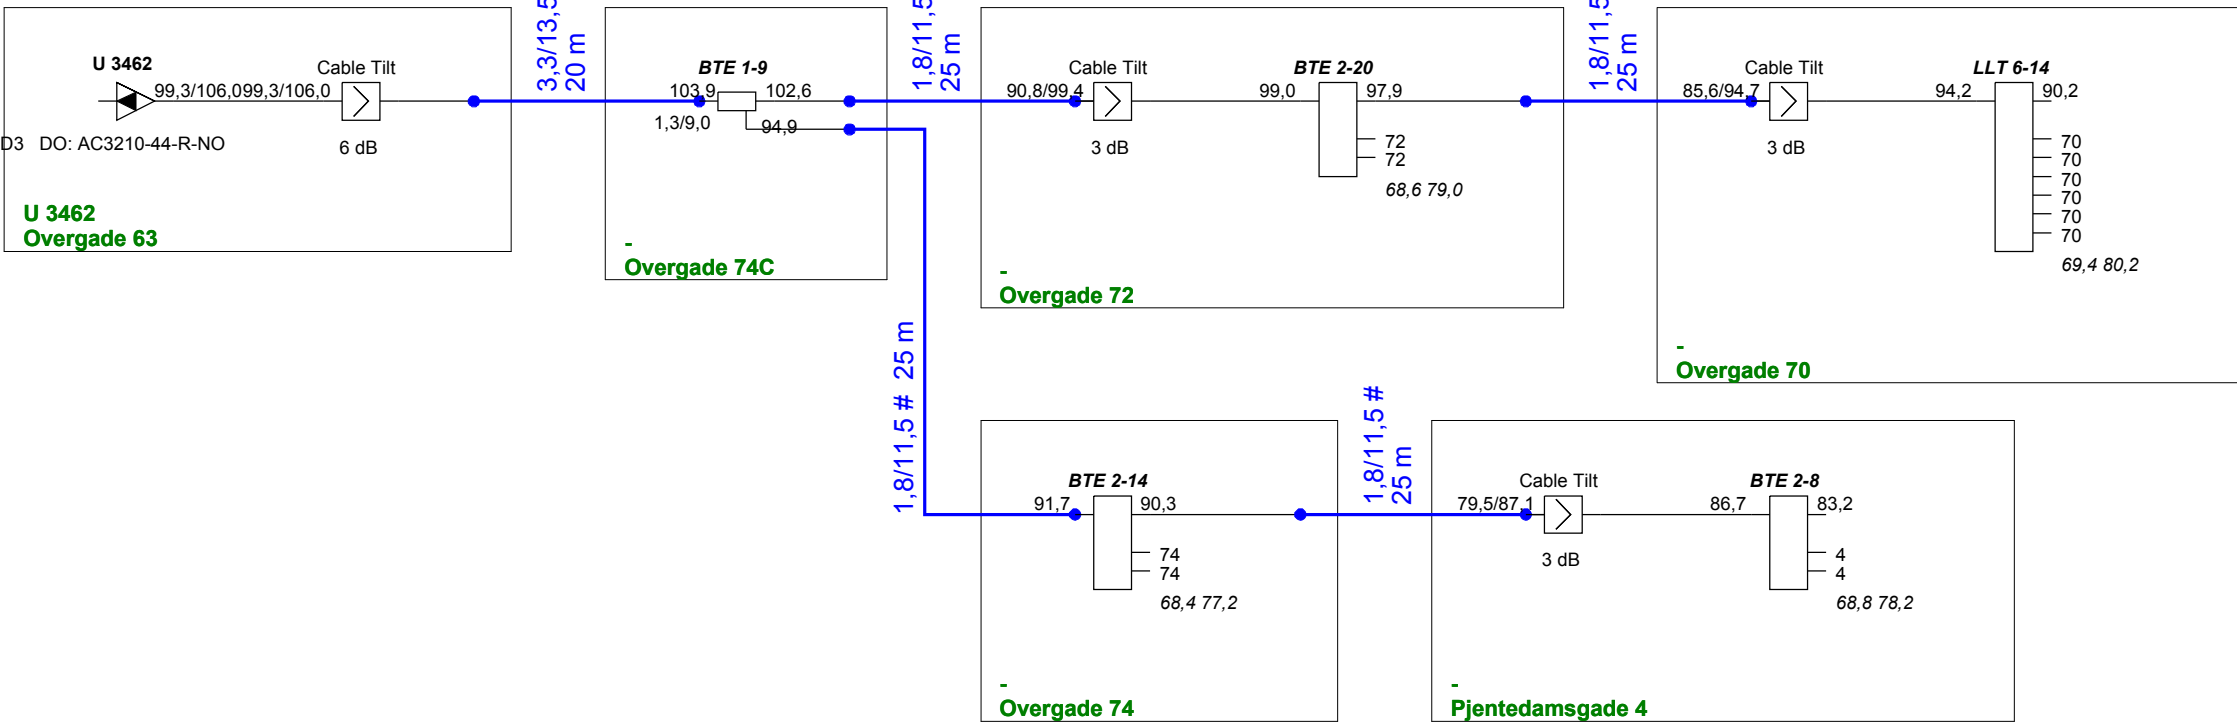 U 3462
99,3/106,099,3/106,0
Cable Tilt
6 dB
D3 DO: AC3210-44-R-NO
U 3462
Overgade 63
3,3/13,5
20 m
BTE 1-9
103,9
102,6
1,3/9,0
94,9
-
Overgade 74C
1,8/11,5
25 m
Cable Tilt
90,8/99,4
3 dB
99,0
BTE 2-20
97,9
72
72
68,6 79,0
-
Overgade 72
1,8/11,5
25 m
Cable Tilt
85,6/94,7
3 dB
94,2
LLT 6-14
90,2
70
70
70
70
70
70
69,4 80,2
-
Overgade 70
1,8/11,5 # 25 m
BTE 2-14
91,7
90,3
74
74
68,4 77,2
-
Overgade 74
1,8/11,5 #
25 m
Cable Tilt
79,5/87,1
3 dB
86,7
BTE 2-8
83,2
4
4
68,8 78,2
-
Pjentedamsgade 4